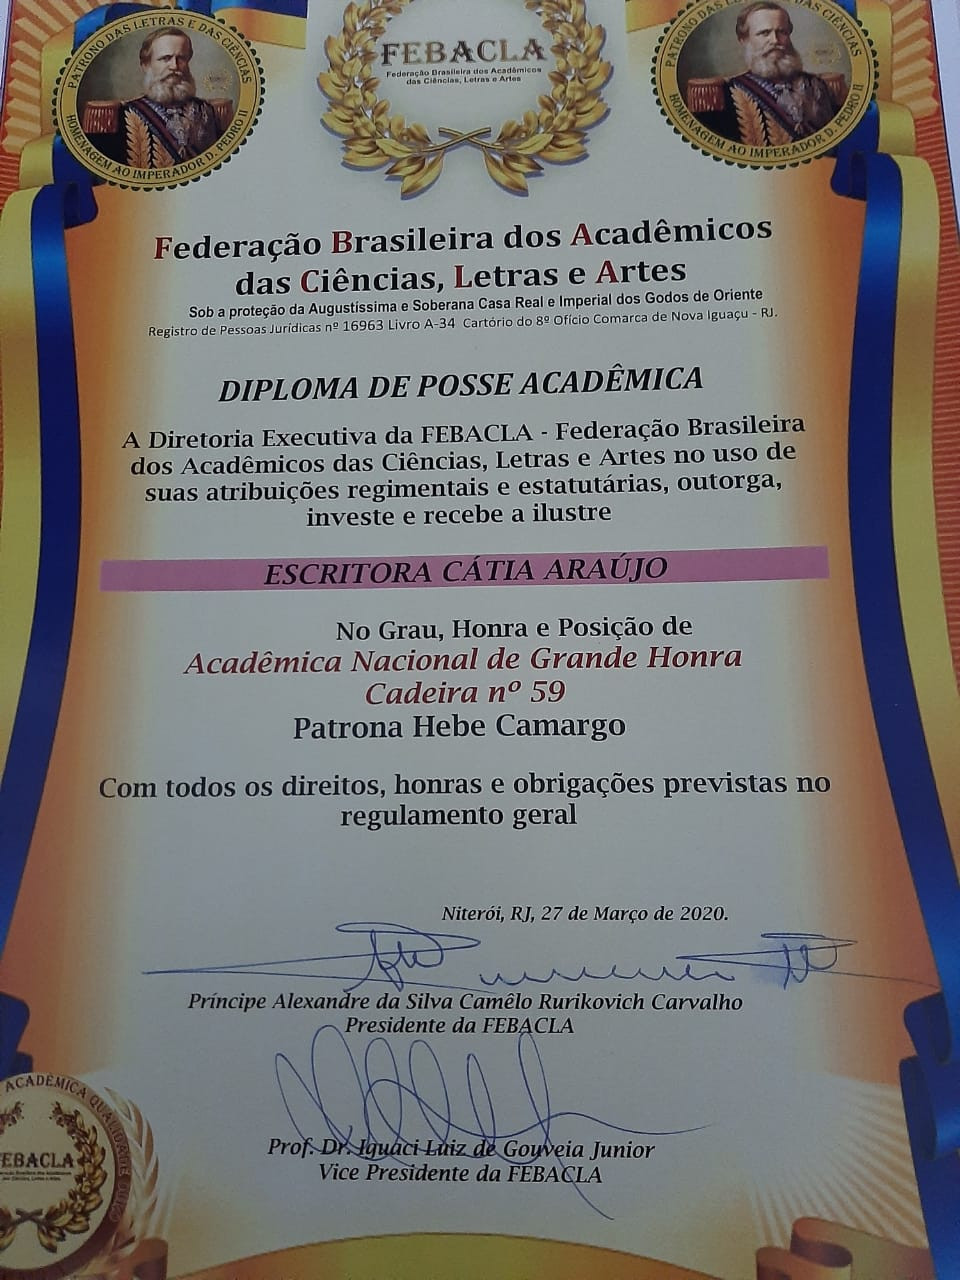 PATRONO DAS LETRAS E DAS CIÊNCIAS
HOMENAGEM AO IMPERADOR D. PEDRO II
FEBACLA
Federação Brasileira dos Acadêmicos
das Ciências, Letras e Artes
PATRONO DAS LETRAS E DAS CIÊNCIAS
HOMENAGEM AO IMPERADOR D. PEDRO II
Federação Brasileira dos Acadêmicos
das Ciências, Letras e Artes
Sob a proteção da Augustíssima e Soberana Casa Real e Imperial dos Godos de Oriente
Registro de Pessoas Jurídicas nº 16963 Livro A-34 Cartório do 8º Ofício Comarca de Nova Iguaçu - RJ.
DIPLOMA DE POSSE ACADÊMICA
A Diretoria Executiva da FEBACLA - Federação Brasileira
dos Acadêmicos das Ciências, Letras e Artes no uso de
suas atribuições regimentais e estatutárias, outorga,
investe e recebe a ilustre
ESCRITORA CÁTIA ARAÚJO
No Grau, Honra e Posição de
Acadêmica Nacional de Grande Honra
Cadeira nº 59
Patrona Hebe Camargo
Com todos os direitos, honras e obrigações previstas no
regulamento geral
Niterói, RJ, 27 de Março de 2020.
Príncipe Alexandre da Silva Camêlo Rurikovich Carvalho
Presidente da FEBACLA
Prof. Dr. Iguaci Luiz de Gouveia Junior
Vice Presidente da FEBACLA
ACADÊMICA QUALIDADE
EBACLA